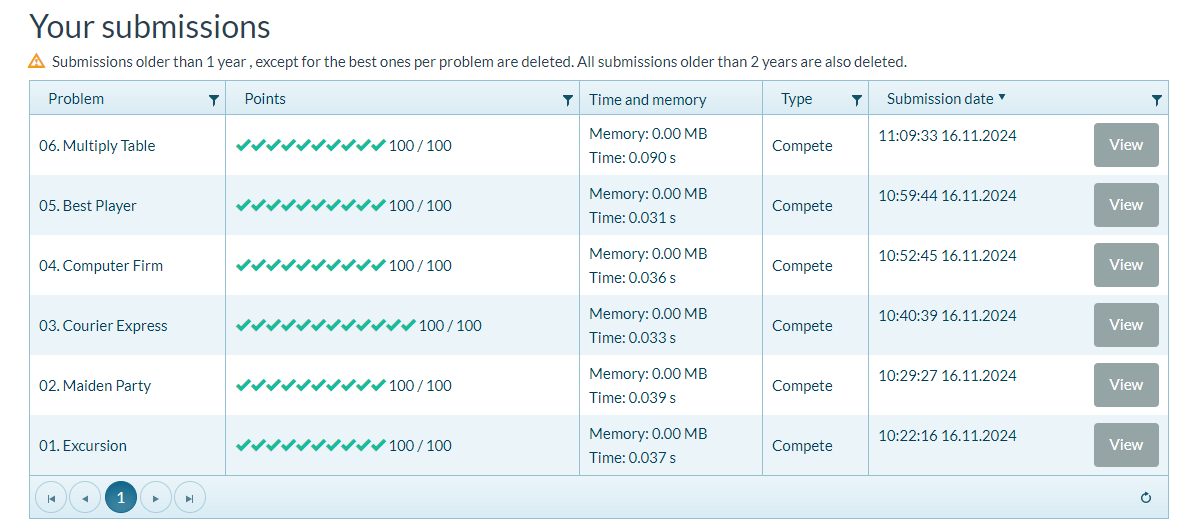 Your submissions
Submissions older than 1 year , except for the best ones per problem are deleted. All submissions older than 2 years are also deleted.
Problem Points Time and memory Type Submission date
06. Multiply Table 100 / 100 Memory: 0.00 MB Time: 0.090 s Compete 11:09:33 16.11.2024 View
05. Best Player 100 / 100 Memory: 0.00 MB Time: 0.031 s Compete 10:59:44 16.11.2024 View
04. Computer Firm 100 / 100 Memory: 0.00 MB Time: 0.036 s Compete 10:52:45 16.11.2024 View
03. Courier Express 100 / 100 Memory: 0.00 MB Time: 0.033 s Compete 10:40:39 16.11.2024 View
02. Maiden Party 100 / 100 Memory: 0.00 MB Time: 0.039 s Compete 10:29:27 16.11.2024 View
01. Excursion 100 / 100 Memory: 0.00 MB Time: 0.037 s Compete 10:22:16 16.11.2024 View
1